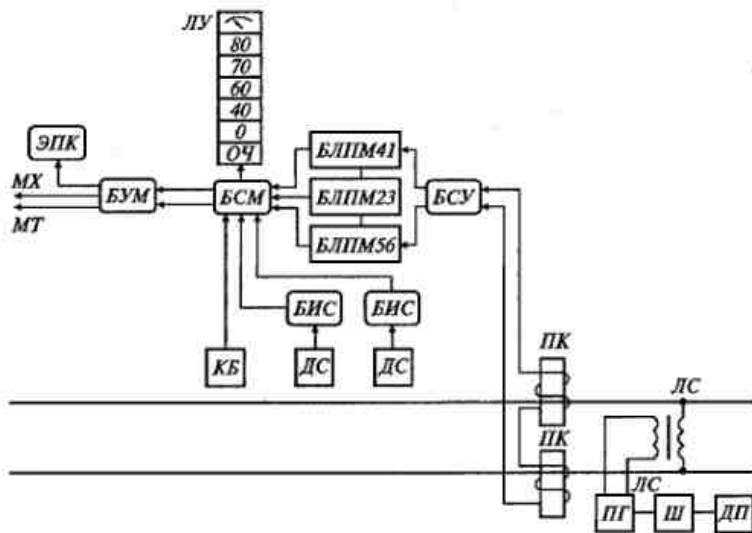 ЛУ
80
70
60
40
0
ОЧ
ЭПК
МХ
МТ
БУМ
БСМ
БЛПМ41
БЛПМ23
БЛПМ56
БСУ
БИС
БИС
КБ
ДС
ДС
ПК
ПК
ЛС
ЛС
ПГ
Ш
ДП